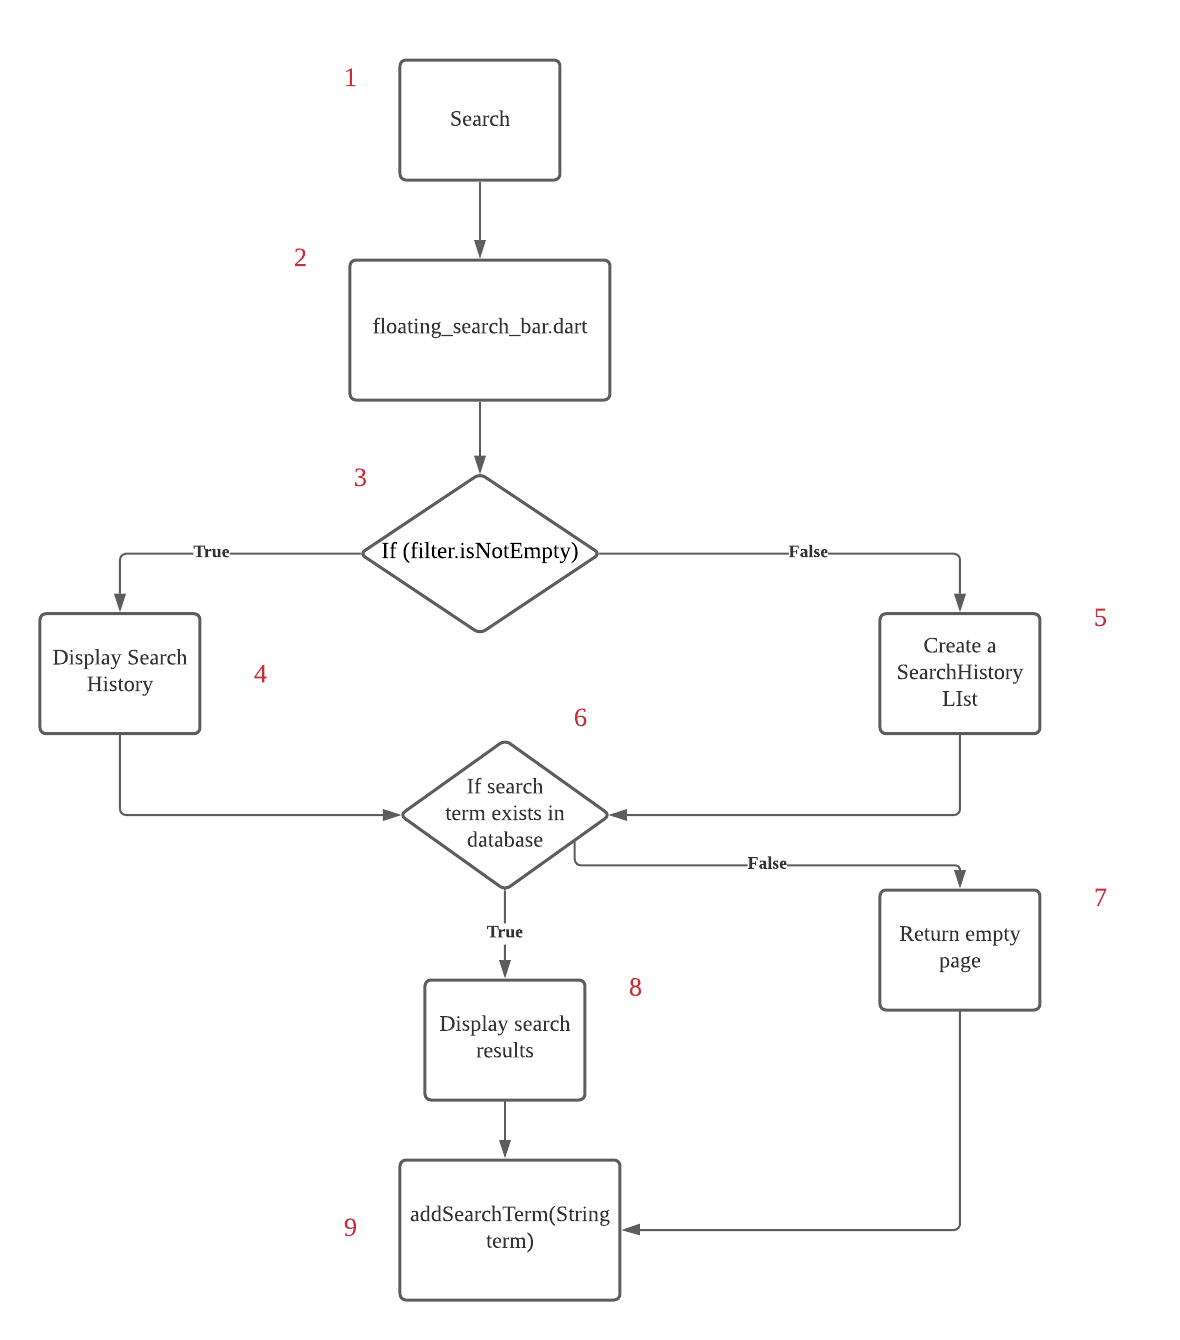 1
Search
2
floating_search_bar.dart
3
If (filter.isNotEmpty)
True
False
Display Search
History
4
Create a
SearchHistory
LIst
5
6
If search
term exists in
database
False
True
7
Return empty
page
8
Display search
results
9
addSearchTerm(String
term)